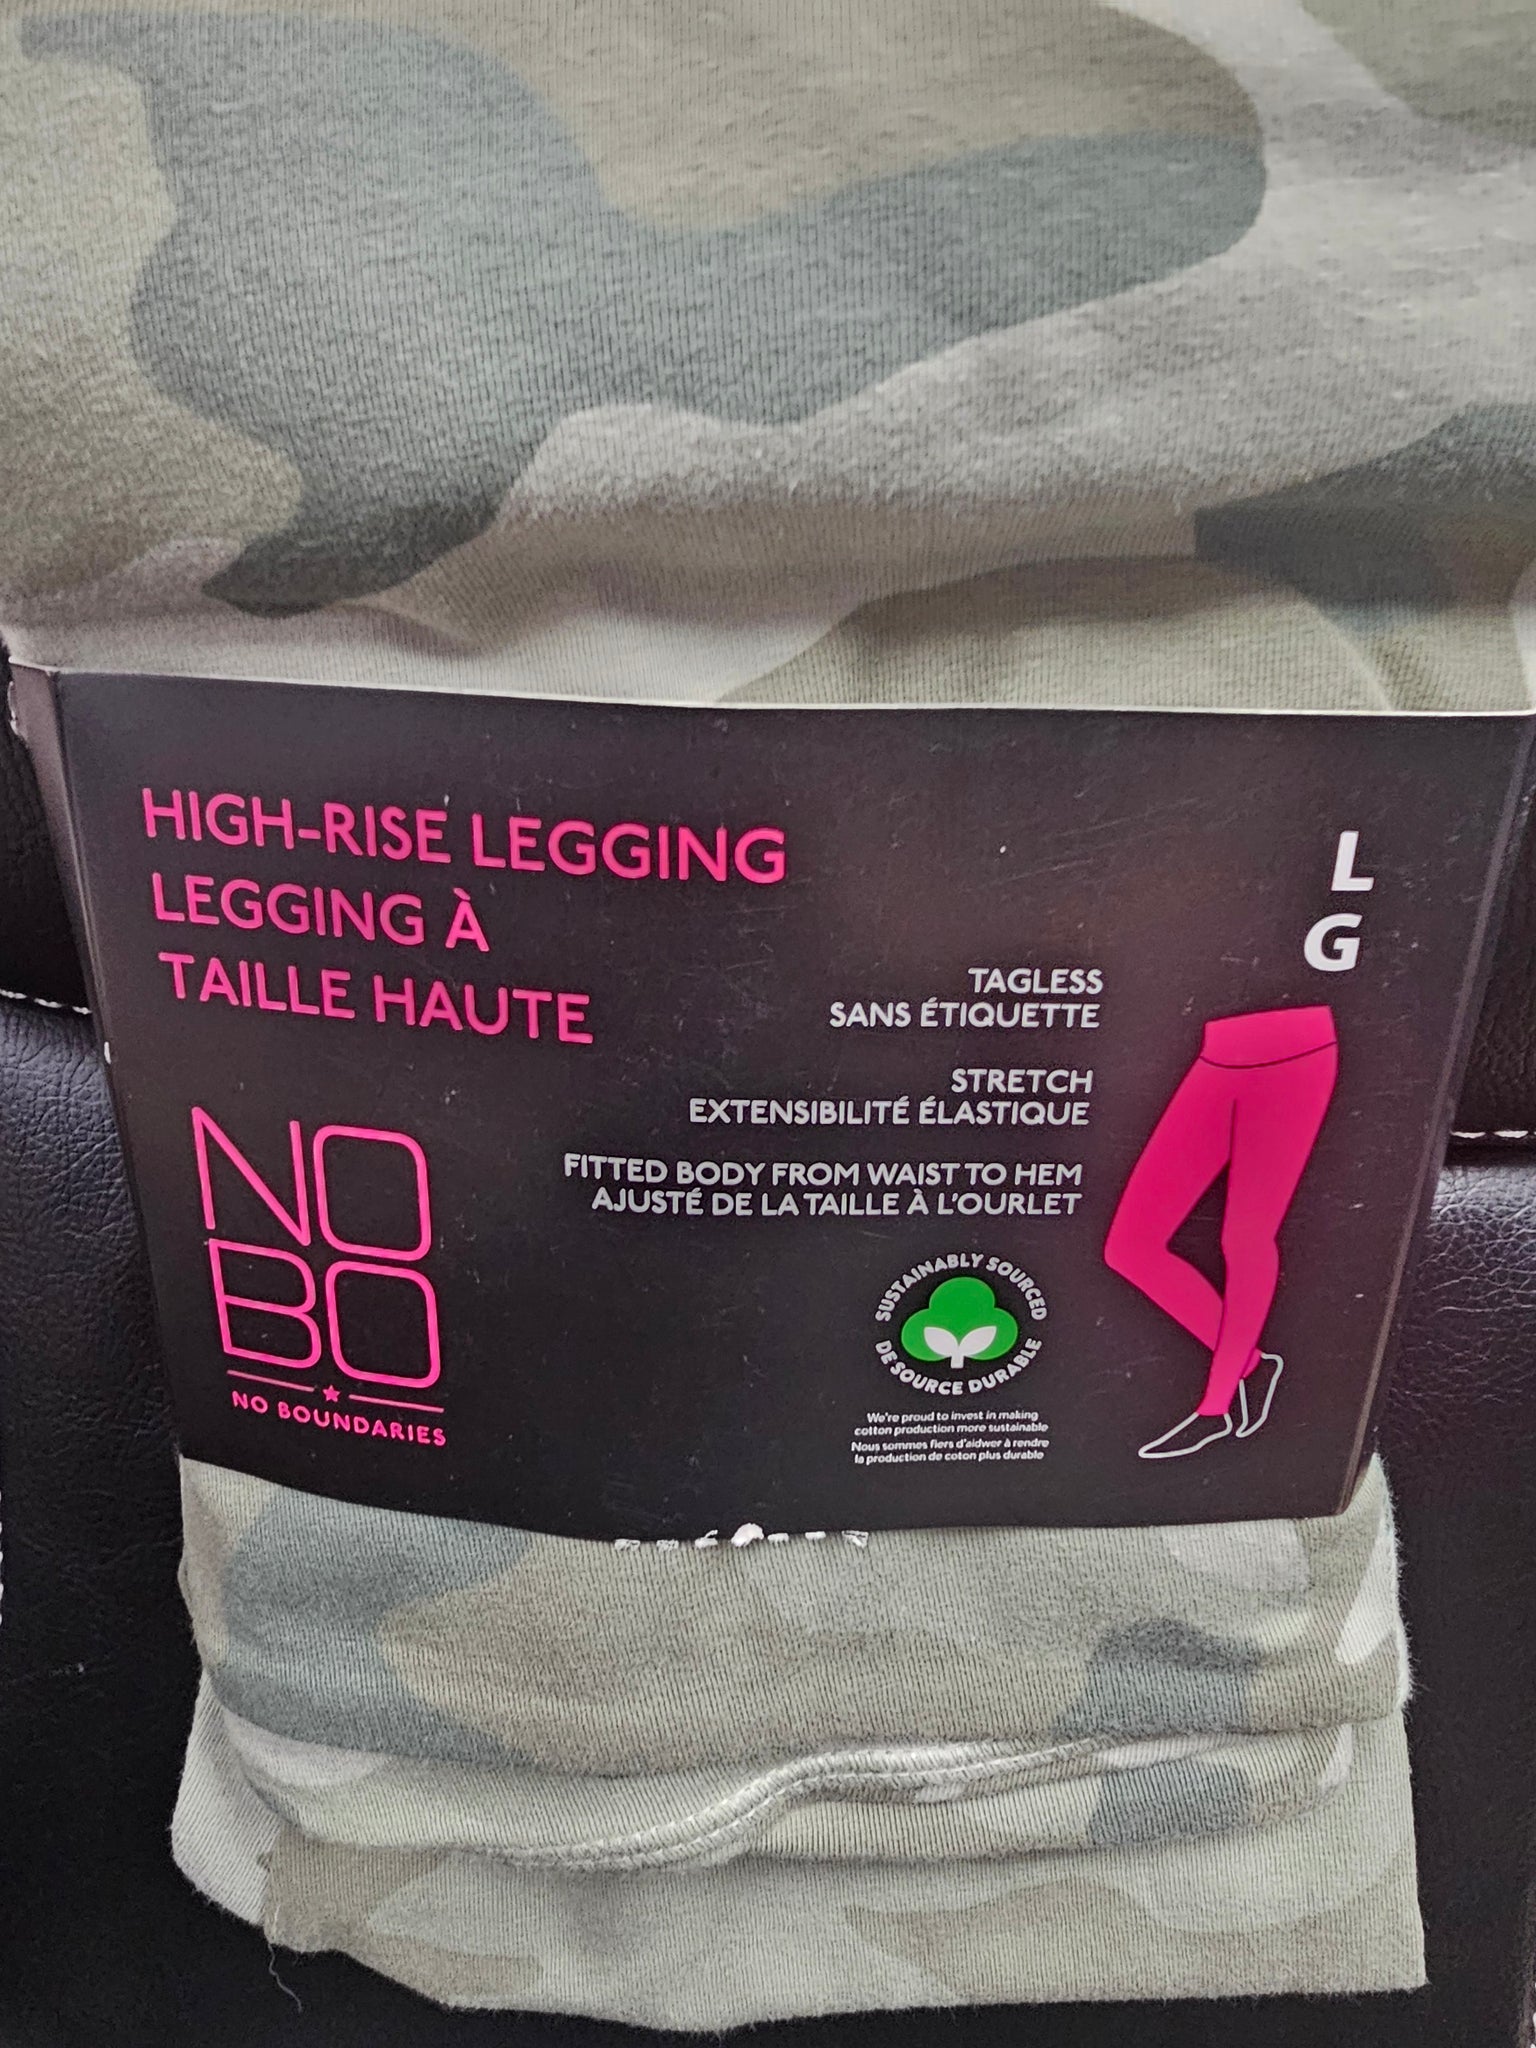 HIGH-RISE LEGGING
LEGGING À
TAILLE HAUTE
L
G
TAGLESS
SANS ÉTIQUETTE
STRETCH
EXTENSIBILITÉ ÉLASTIQUE
FITTED BODY FROM WAIST TO HEM
AJUSTÉ DE LA TAILLE À L'OURLET
NO
BO
NO BOUNDARIES
SUSTAINABLY SOURCED
DE SOURCE DURABLE
We're proud to invest in making
cotton production more sustainable
Nous sommes fiers d'aidwer à rendre
la production de coton plus durable